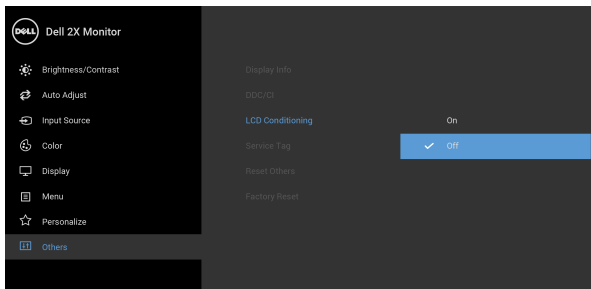 DELL Dell 2X Monitor
Brightness/Contrast
Auto Adjust
Input Source
Color
Display
Menu
Personalize
Others
Display Info
DDC/CI
LCD Conditioning
Service Tag
Reset Others
Factory Reset
On
Off